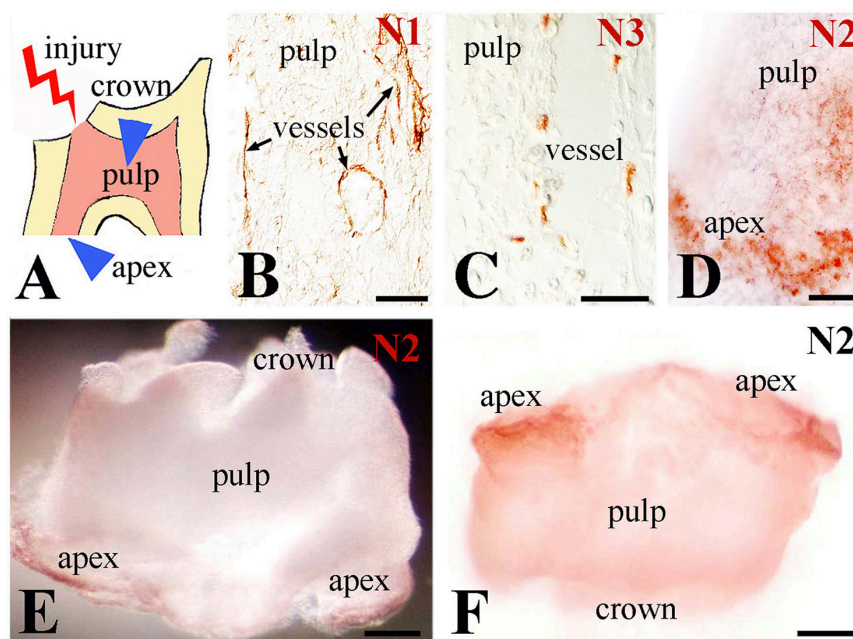 injury
crown
pulp
apex
A
N1
pulp
vessels
B
N3
pulp
vessel
C
N2
pulp
apex
D
N2
crown
pulp
apex
apex
E
N2
apex
apex
pulp
crown
F